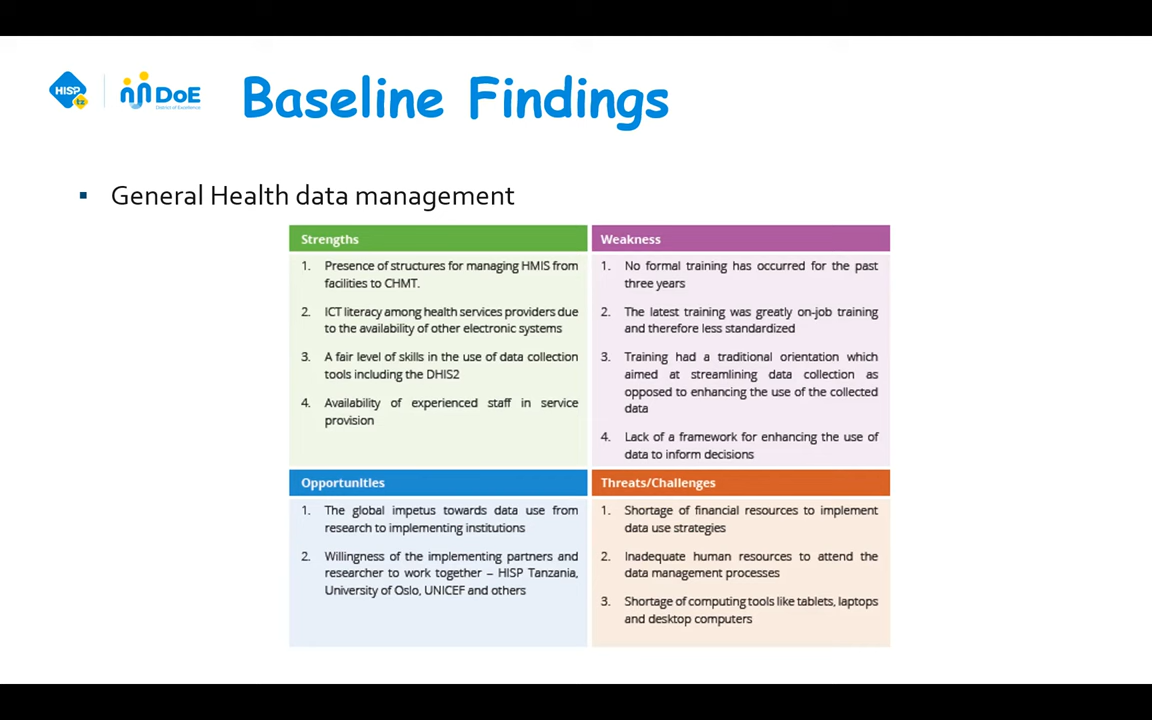 HISP
tz
DoE
District of Excellence
Baseline Findings
▪ General Health data management
Strengths
1. Presence of structures for managing HMIS from
facilities to CHMT.
2. ICT literacy among health services providers due
to the availability of other electronic systems
3. A fair level of skills in the use of data collection
tools including the DHIS2
4. Availability of experienced staff in service
provision
Weakness
1. No formal training has occurred for the past
three years
2. The latest training was greatly on-job training
and therefore less standardized
3. Training had a traditional orientation which
aimed at streamlining data collection as
opposed to enhancing the use of the collected
data
4. Lack of a framework for enhancing the use of
data to inform decisions
Opportunities
1. The global impetus towards data use from
research to implementing institutions
2. Willingness of the implementing partners and
researcher to work together – HISP Tanzania,
University of Oslo, UNICEF and others
Threats/Challenges
1. Shortage of financial resources to implement
data use strategies
2. Inadequate human resources to attend the
data management processes
3. Shortage of computing tools like tablets, laptops
and desktop computers